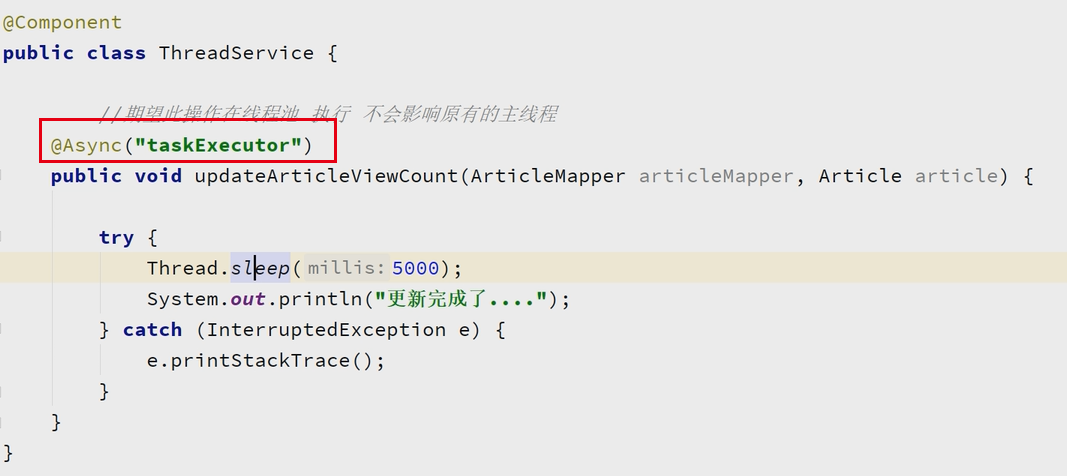 @Component
public class ThreadService {
//期望此操作在线程池 执行 不会影响原有的主线程
@Async("taskExecutor")
public void updateArticleViewCount(ArticleMapper articleMapper, Article article) {
try {
Thread.sleep( millis: 5000);
System.out.println("更新完成了....");
} catch (InterruptedException e) {
e.printStackTrace();
}
}
}